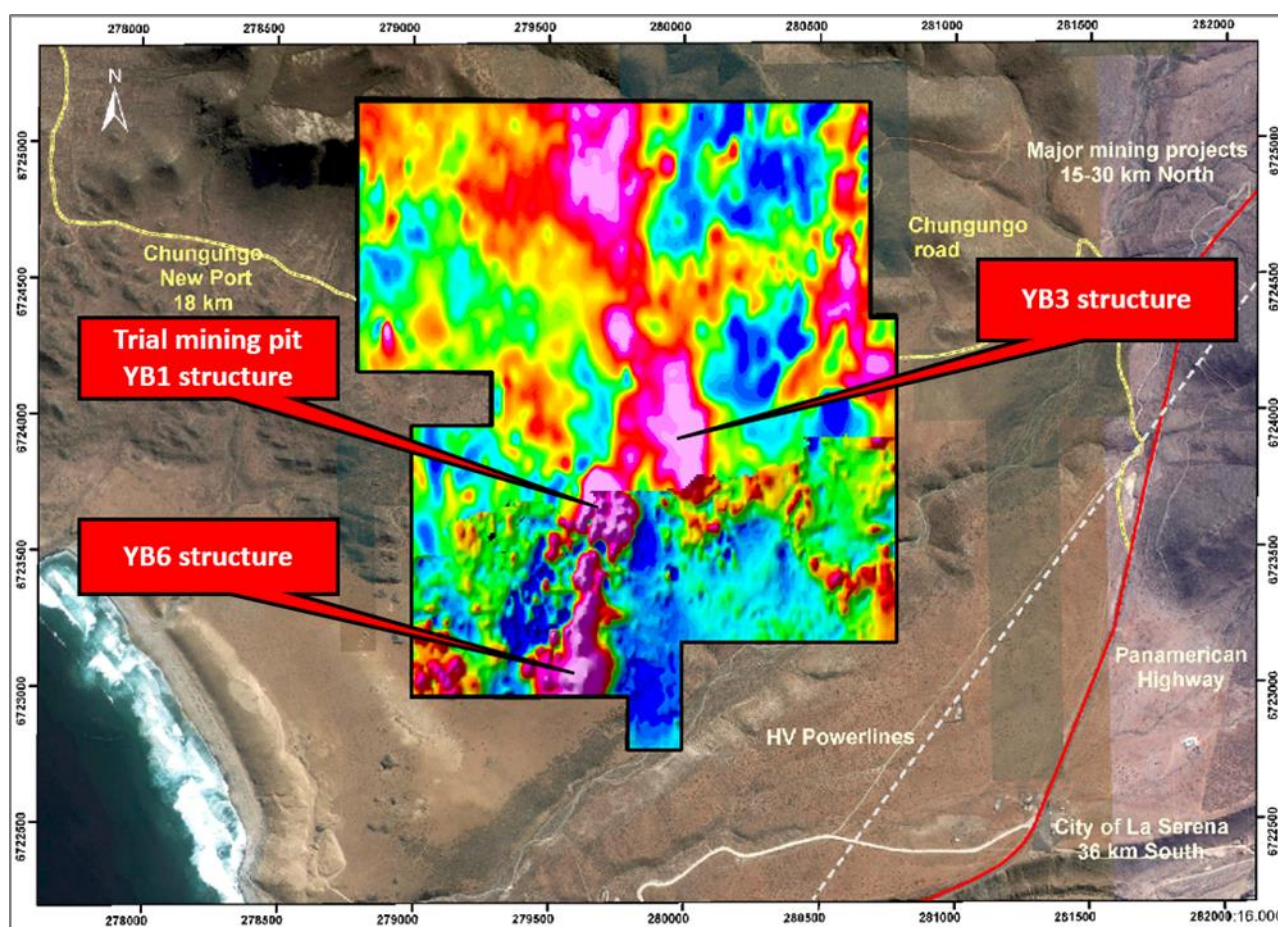 278000 278500 279000 279500 280000 280500 281000 281500 282000
N
6725000
6725000
Major mining projects
15-30 km North
Chungungo
road
Chungungo
New Port
18 km
6724500
6724500
YB3 structure
Trial mining pit
YB1 structure
6724000
6724000
YB6 structure
6723500
6723500
Panamerican
Highway
6723000
6723000
HV Powerlines
6722500
6722500
City of La Serena
36 km South
278000 278500 279000 279500 280000 280500 281000 281500 282000
:16.000